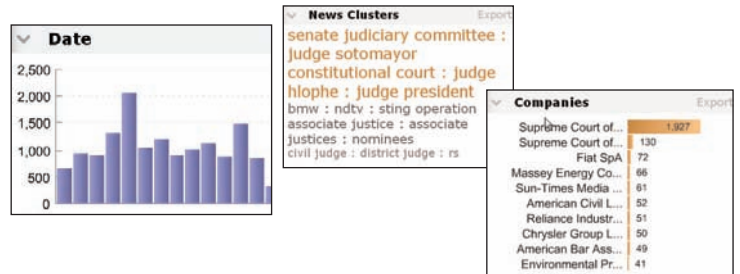 Date
2,500
2,000
1,500
1,000
500
0
News Clusters Export
senate judiciary committee :
judge sotomayor
constitutional court : judge
hlophe : judge president
bmw : ndtv : sting operation
associate justice : associate
justices : nominees
civil judge : district judge : rs
Companies Export
Supreme Court of... 1,927
Supreme Court of... 130
Fiat SpA 72
Massey Energy Co... 66
Sun-Times Media ... 61
American Civil L... 52
Reliance Industr... 51
Chrysler Group L... 50
American Bar Ass... 49
Environmental Pr... 41